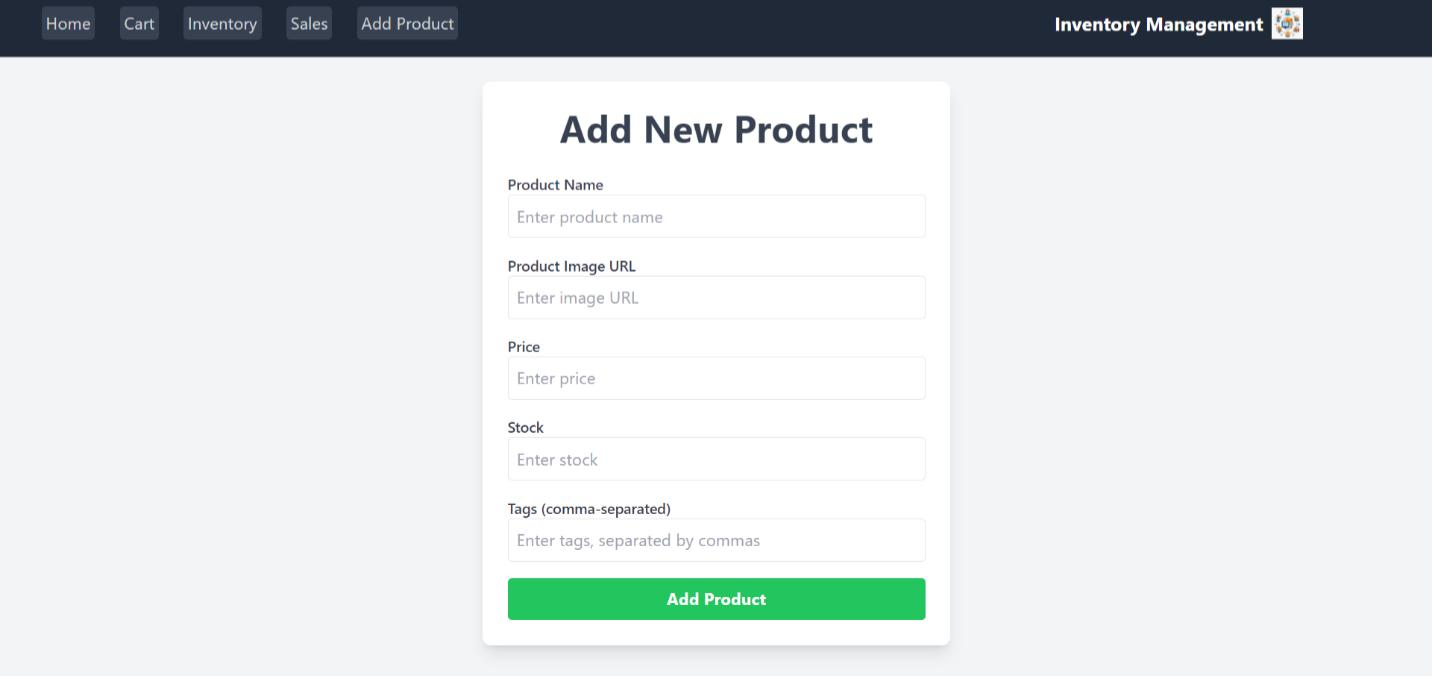 Home Cart Inventory Sales Add Product Inventory Management
Add New Product
Product Name
Enter product name
Product Image URL
Enter image URL
Price
Enter price
Stock
Enter stock
Tags (comma-separated)
Enter tags, separated by commas
Add Product